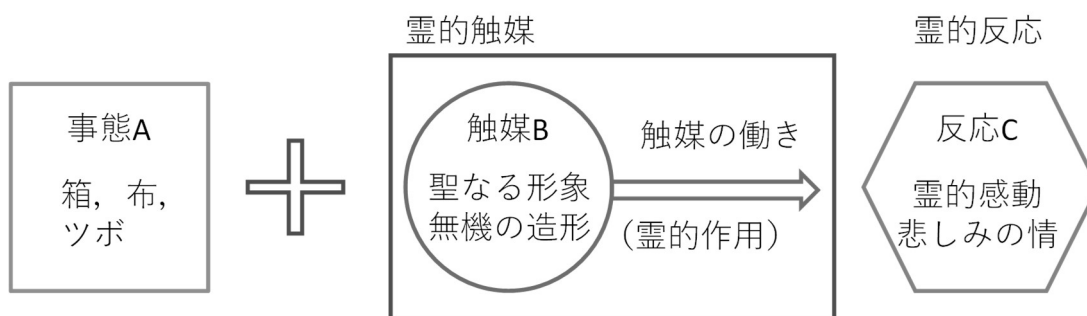 霊的触媒
霊的反応
事態A
箱，布，
ツボ
触媒B
聖なる形象
無機の造形
触媒の働き
（霊的作用）
反応C
霊的感動
悲しみの情